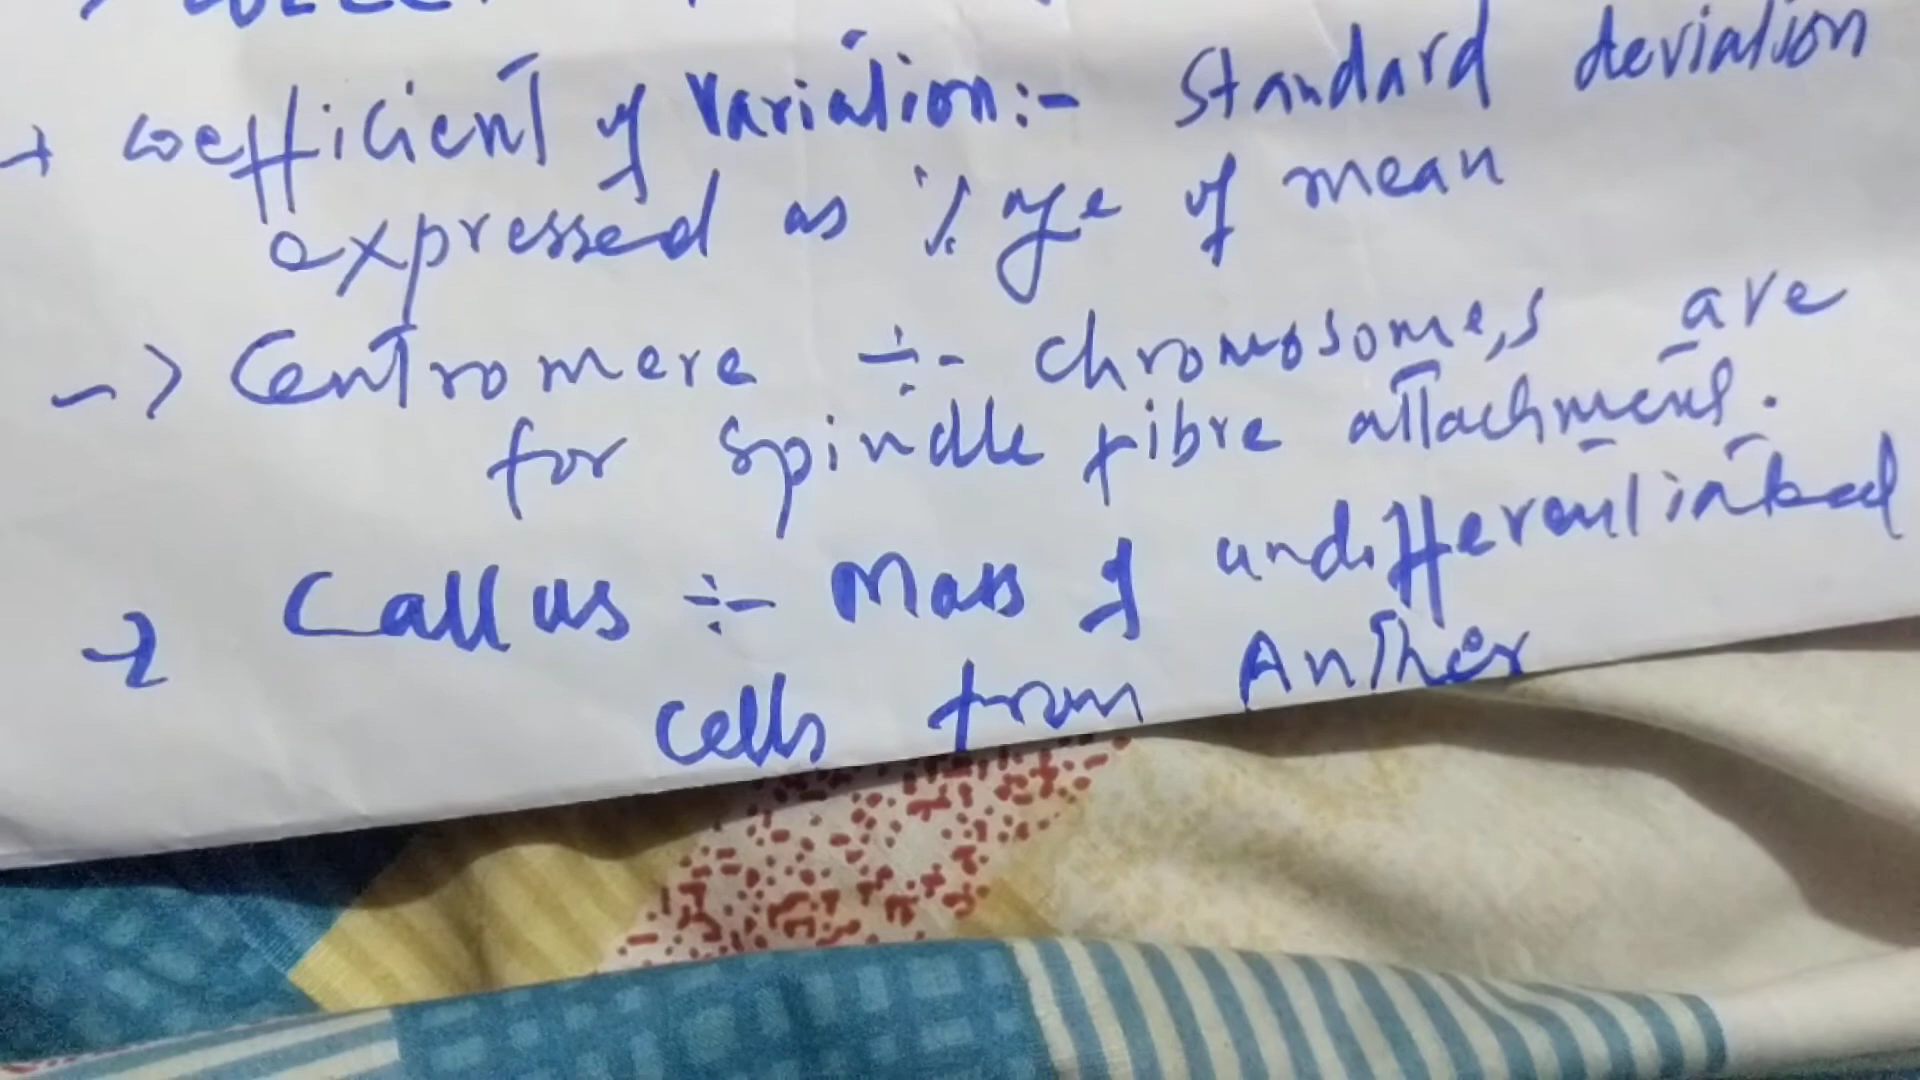 → Coefficient of Variation:- Standard deviation
expressed as %age of mean
→ Centromere :- Chromosome,s are
for spindle fibre attachment.
→ Callus :- Mass of undifferentiated
cells from Anther